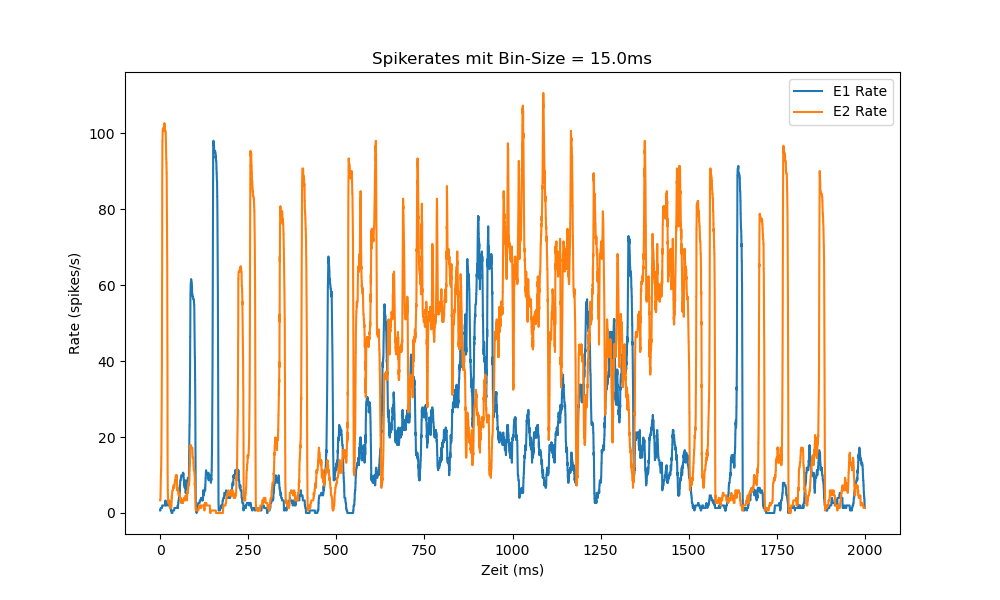 Spikerates mit Bin-Size = 15.0ms
E1 Rate
E2 Rate
Rate (spikes/s)
100
80
60
40
20
0
0 250 500 750 1000 1250 1500 1750 2000
Zeit (ms)